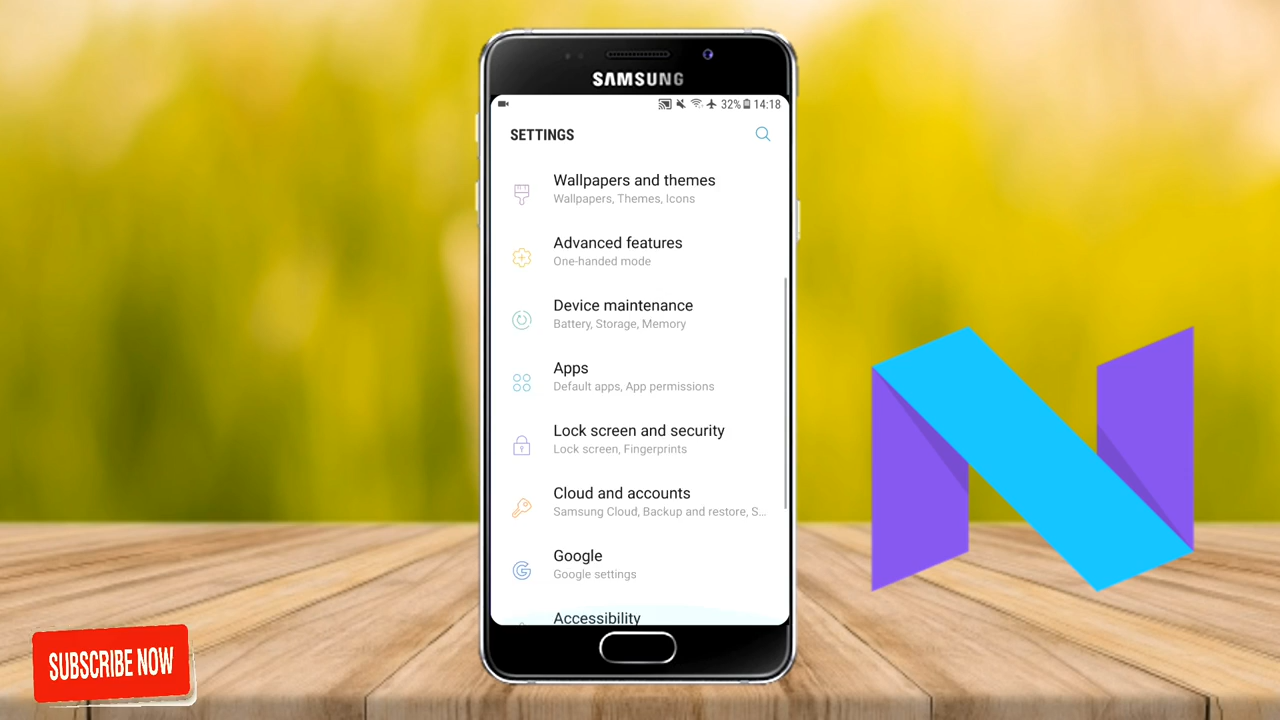 SAMSUNG
32% 14:18
SETTINGS
Wallpapers and themes
Wallpapers, Themes, Icons
Advanced features
One-handed mode
Device maintenance
Battery, Storage, Memory
Apps
Default apps, App permissions
Lock screen and security
Lock screen, Fingerprints
Cloud and accounts
Samsung Cloud, Backup and restore, S...
Google
Google settings
Accessibility
SUBSCRIBE NOW